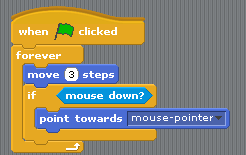 when clicked
forever
move 3 steps
if mouse down?
point towards mouse-pointer